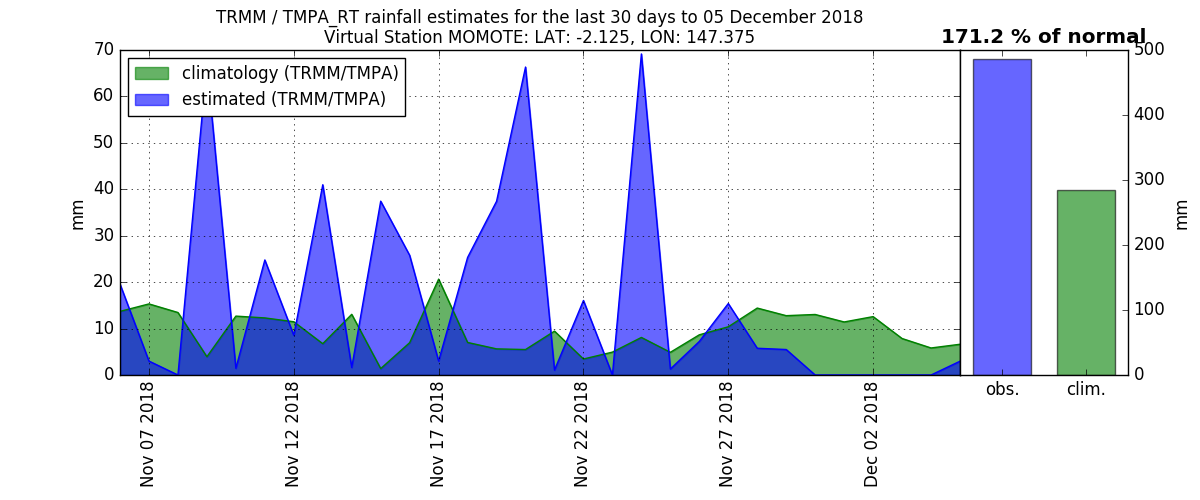 TRMM / TMPA_RT rainfall estimates for the last 30 days to 05 December 2018
Virtual Station MOMOTE: LAT: -2.125, LON: 147.375
171.2 % of normal
climatology (TRMM/TMPA)
estimated (TRMM/TMPA)
70
60
50
40
30
20
10
0
mm
Nov 07 2018
Nov 12 2018
Nov 17 2018
Nov 22 2018
Nov 27 2018
Dec 02 2018
500
400
300
200
100
0
mm
obs.
clim.